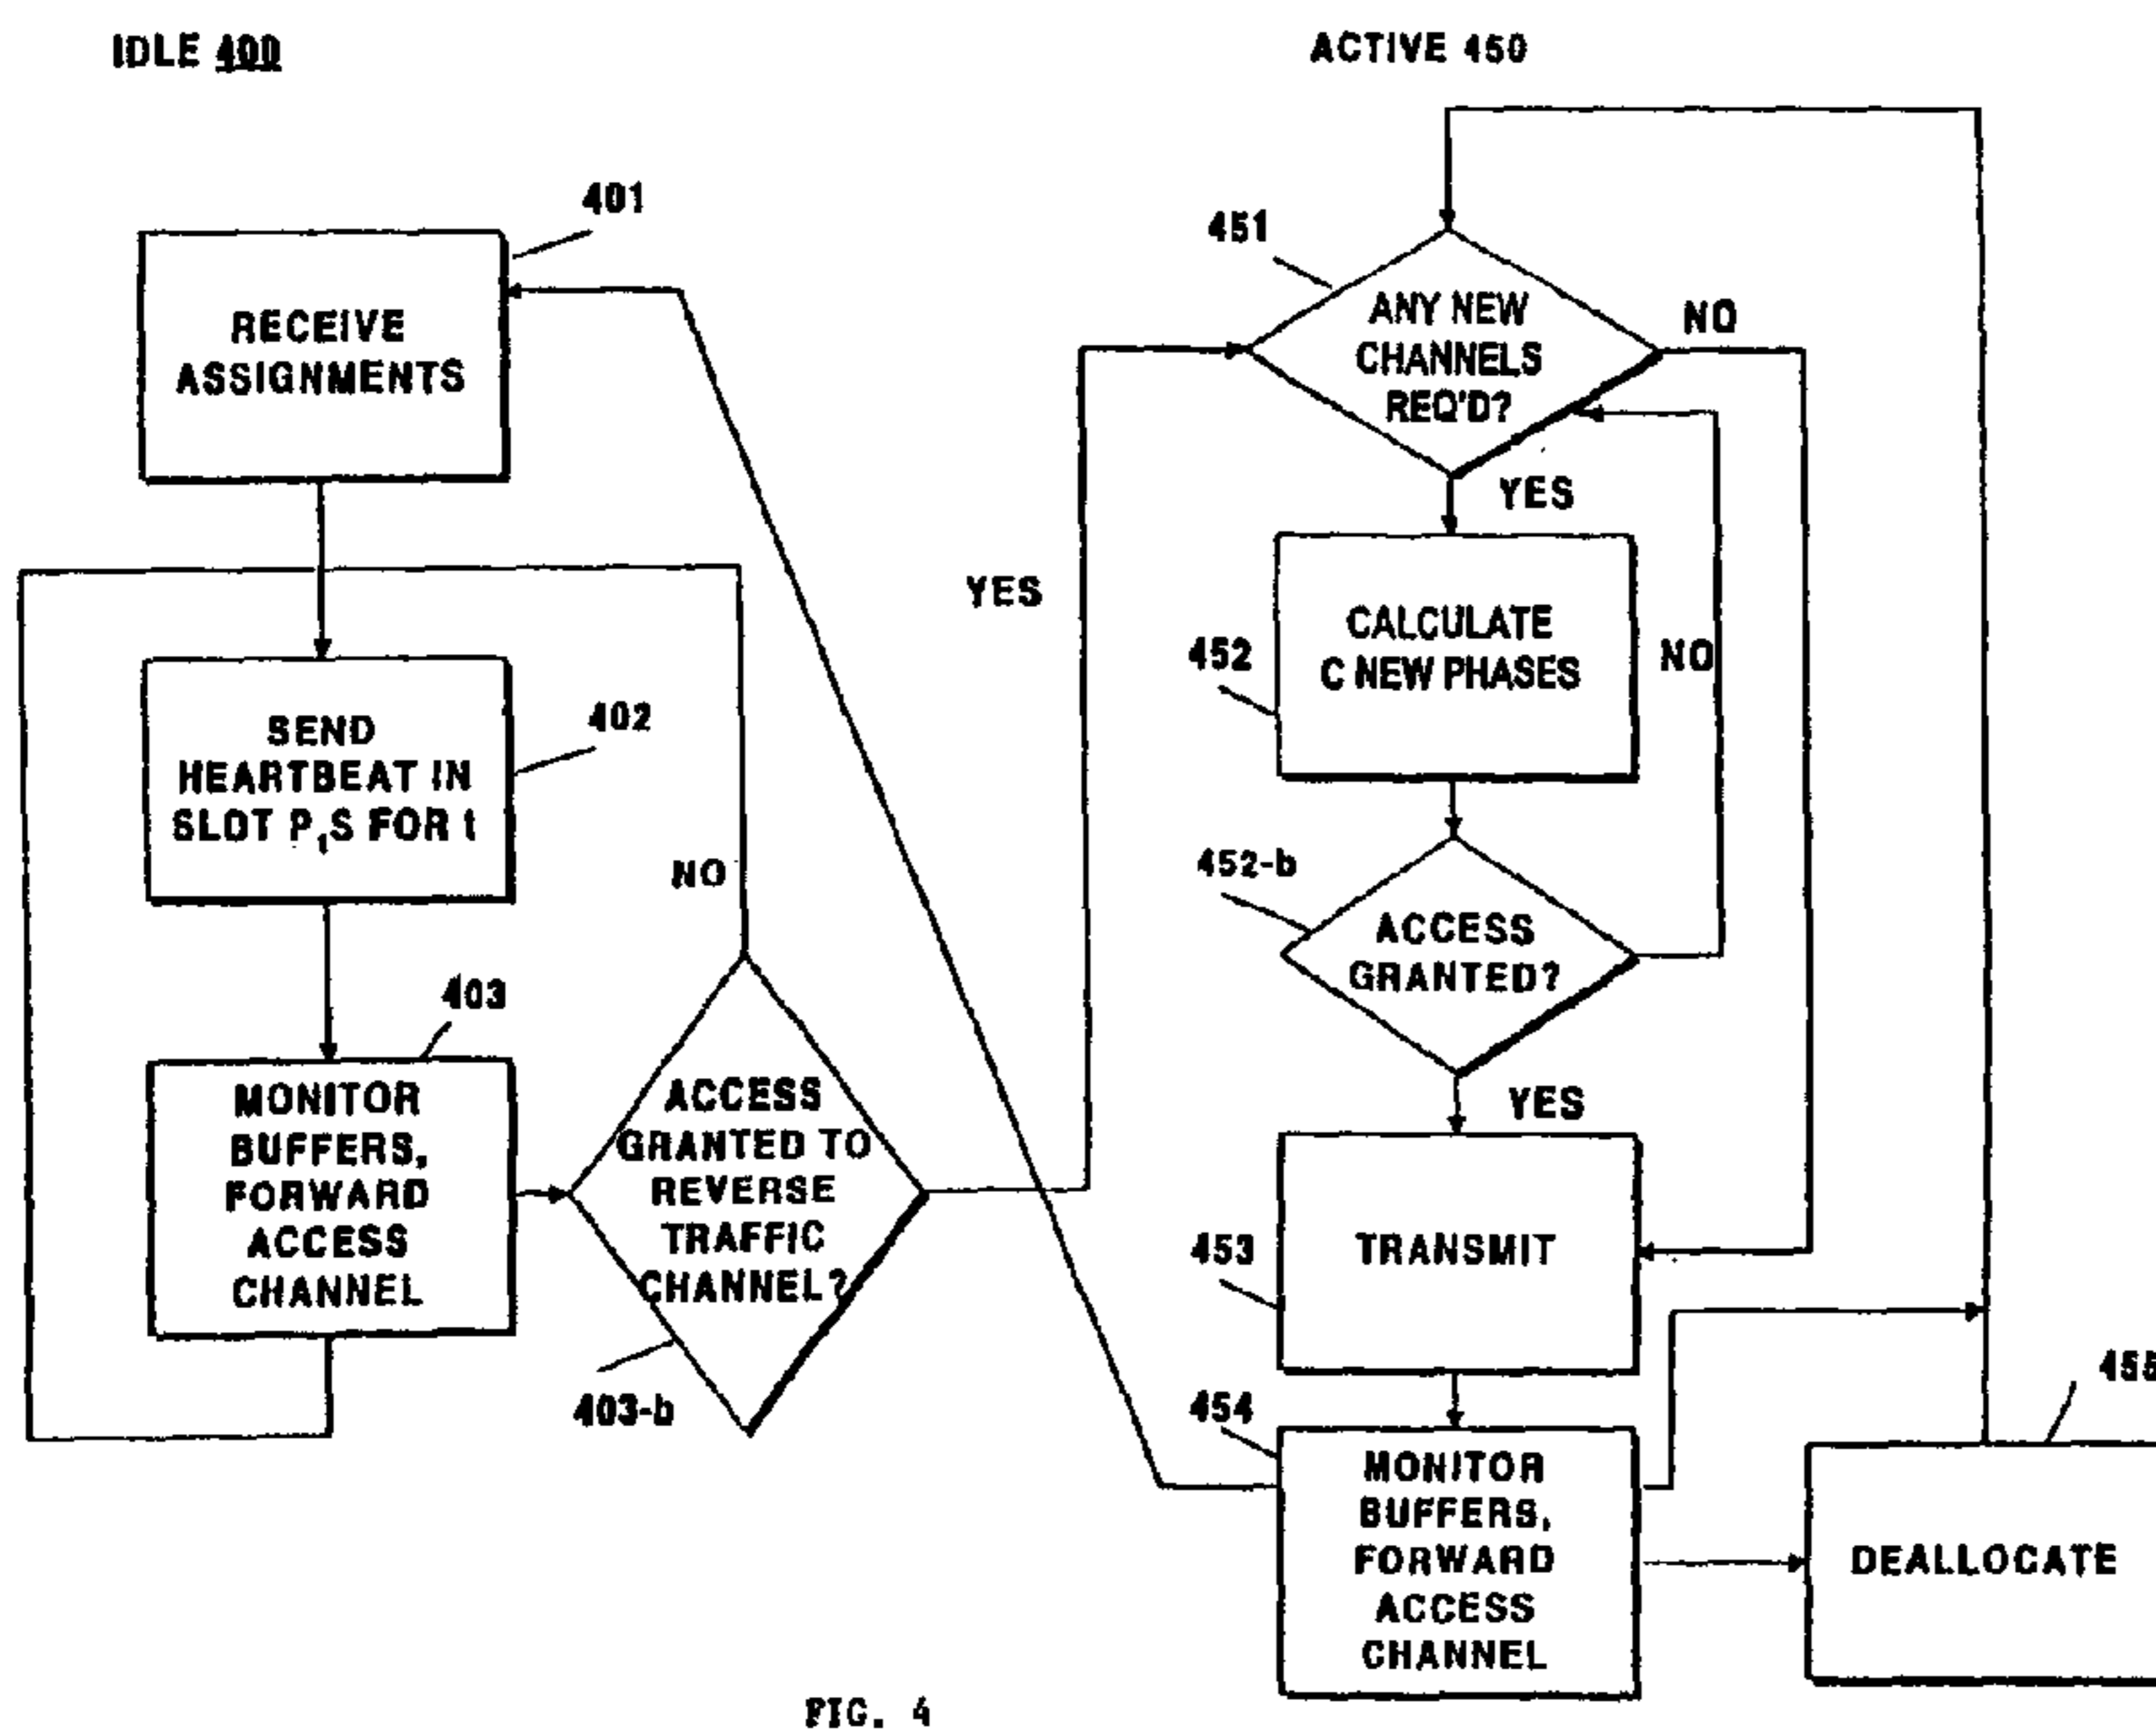 IDLE 400
401
RECEIVE
ASSIGNMENTS
SEND
HEARTBEAT IN
SLOT P,S FOR t
402
403
MONITOR
BUFFERS,
FORWARD
ACCESS
CHANNEL
NO
ACCESS
GRANTED TO
REVERSE
TRAFFIC
CHANNEL?
403-b
YES
ACTIVE 450
451
ANY NEW
CHANNELS
REQ'D?
NO
YES
452
CALCULATE
C NEW PHASES
NO
452-b
ACCESS
GRANTED?
YES
453
TRANSMIT
454
MONITOR
BUFFERS,
FORWARD
ACCESS
CHANNEL
455
DEALLOCATE
FIG. 4